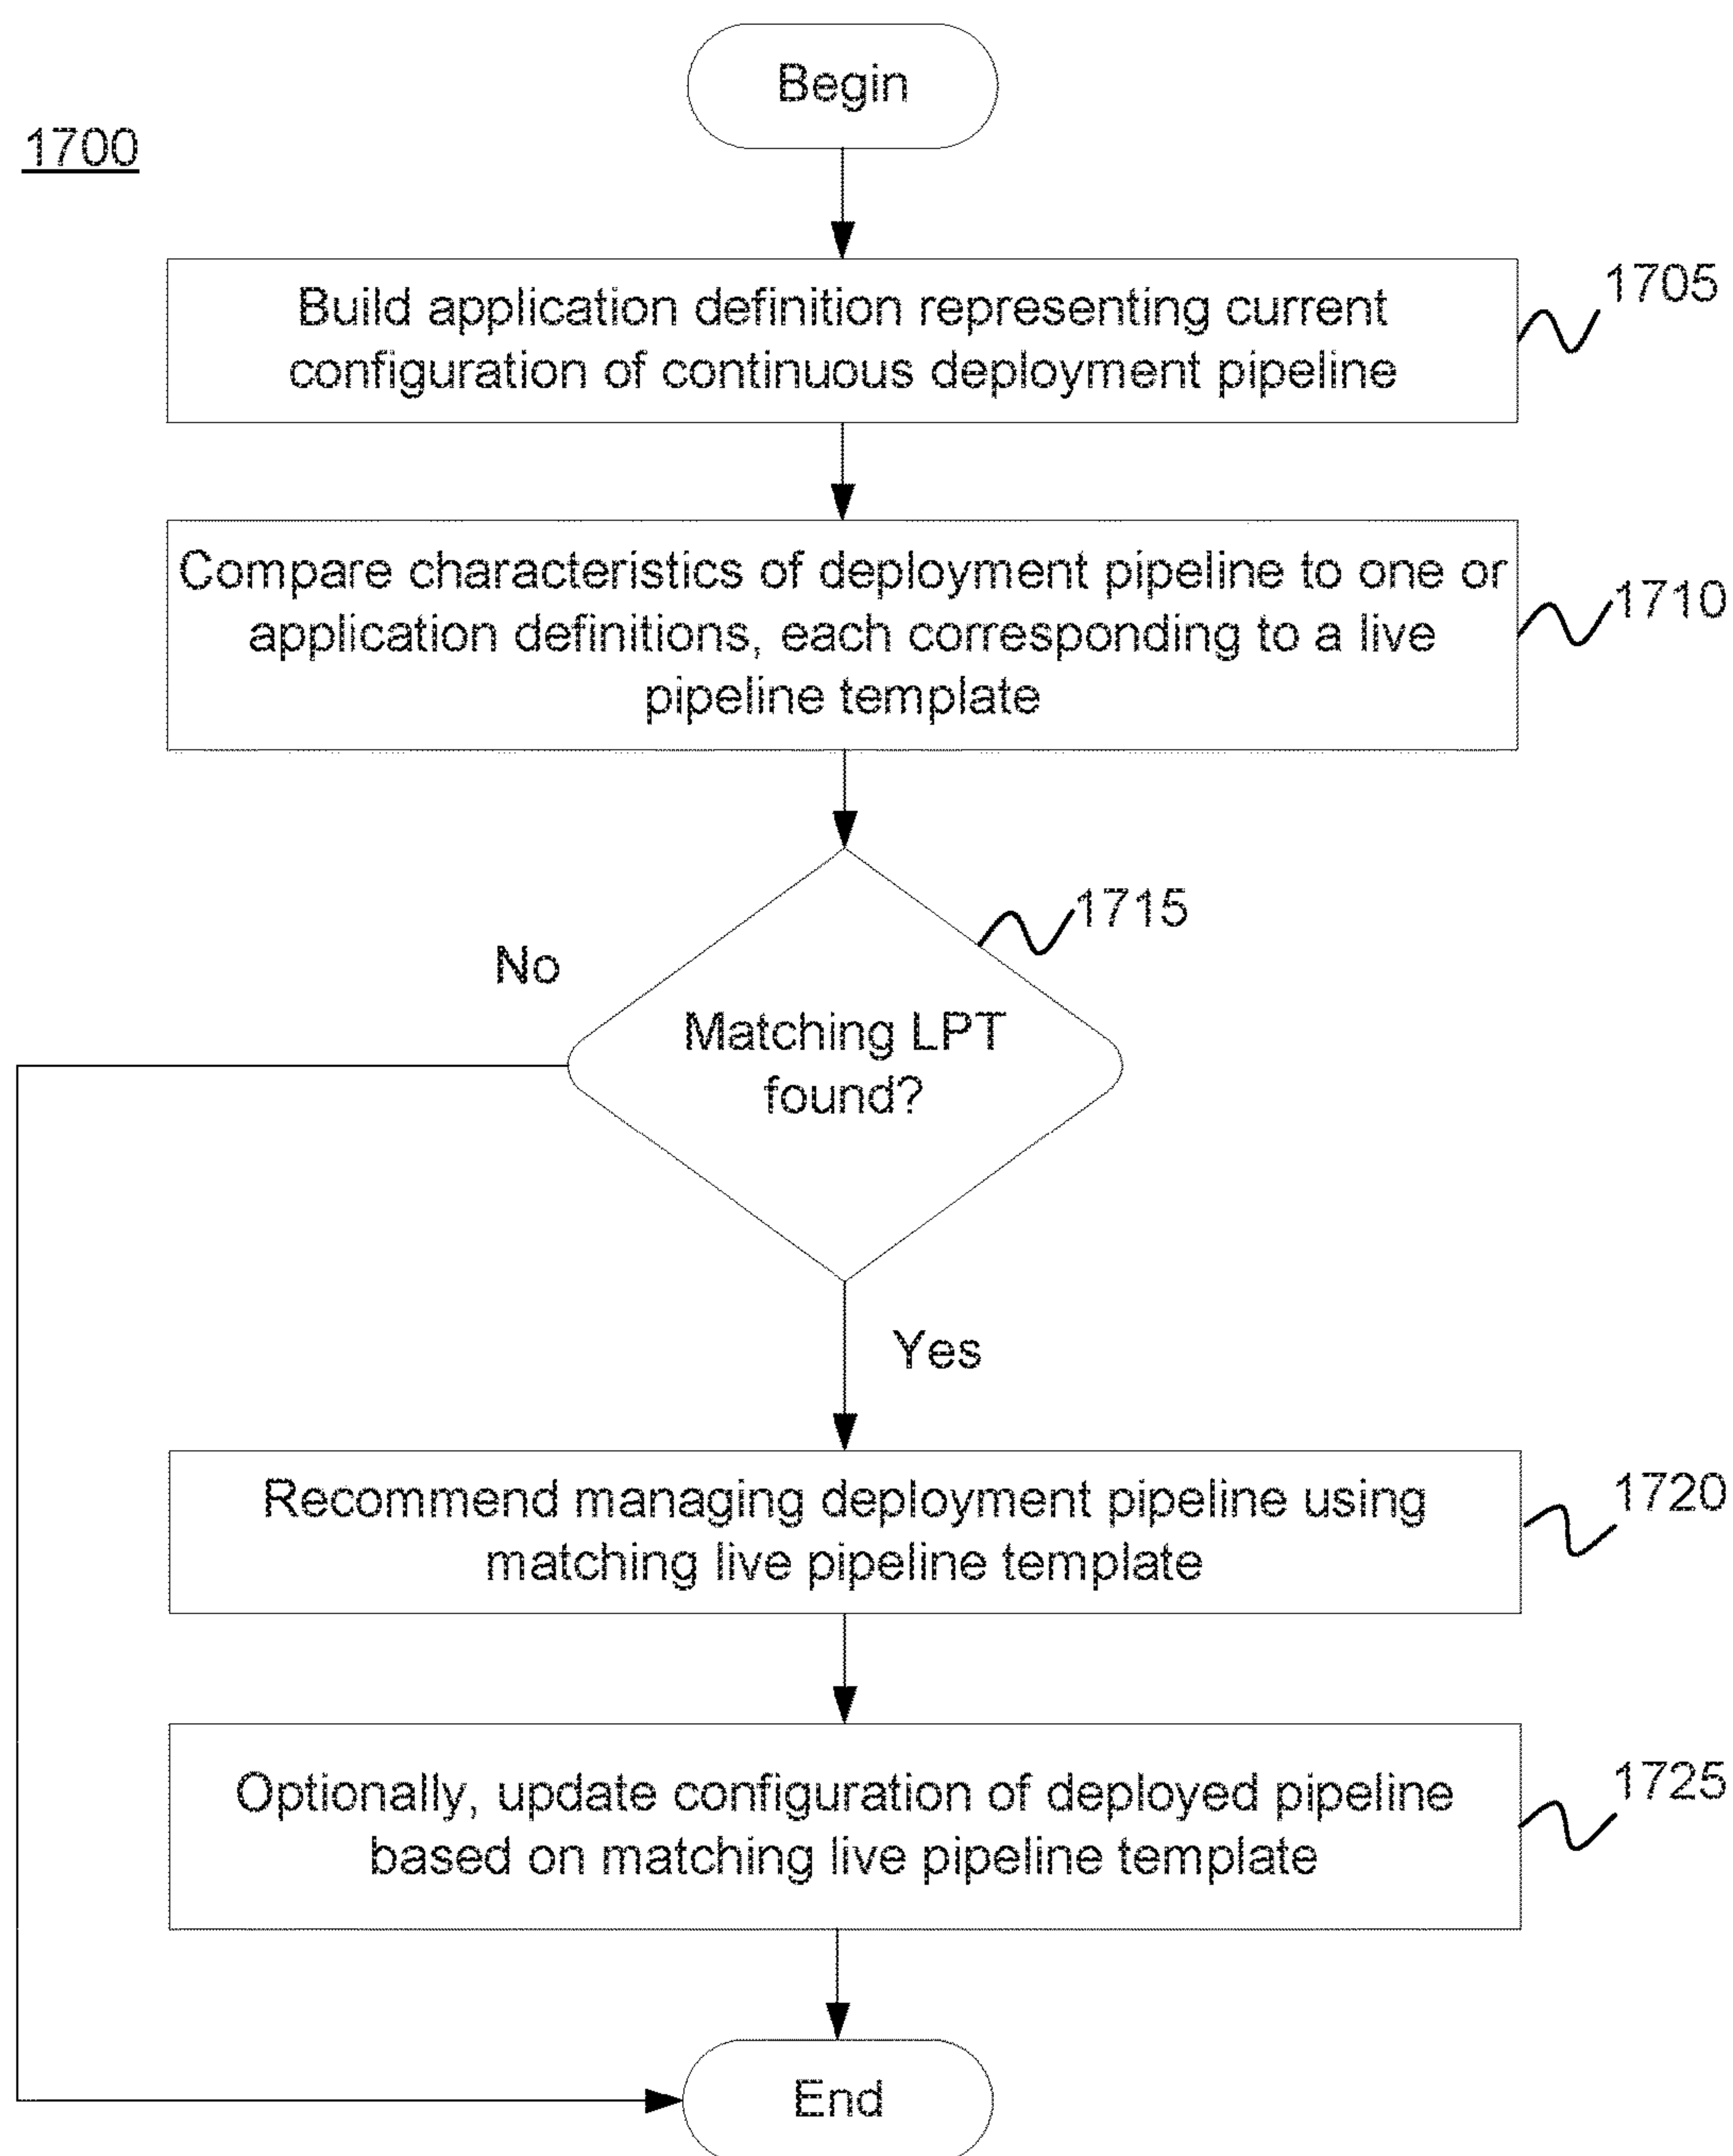 Begin
1700
Build application definition representing current
configuration of continuous deployment pipeline
1705
Compare characteristics of deployment pipeline to one or
application definitions, each corresponding to a live
pipeline template
1710
1715
No
Matching LPT
found?
Yes
Recommend managing deployment pipeline using
matching live pipeline template
1720
Optionally, update configuration of deployed pipeline
based on matching live pipeline template
1725
End